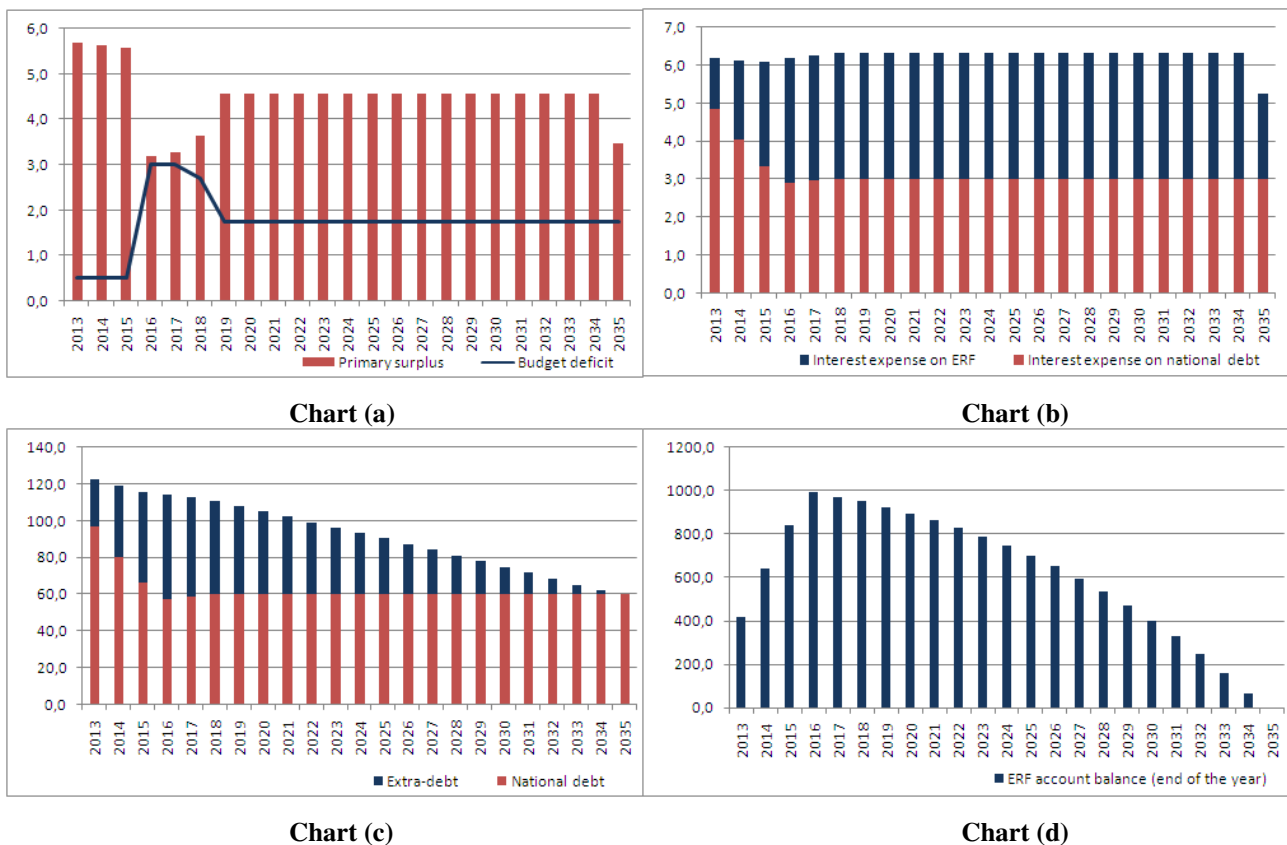 6,0
5,0
4,0
3,0
2,0
1,0
0,0
2013 2014 2015 2016 2017 2018 2019 2020 2021 2022 2023 2024 2025 2026 2027 2028 2029 2030 2031 2032 2033 2034 2035
Primary surplus Budget deficit
Chart (a)
7,0
6,0
5,0
4,0
3,0
2,0
1,0
0,0
2013 2014 2015 2016 2017 2018 2019 2020 2021 2022 2023 2024 2025 2026 2027 2028 2029 2030 2031 2032 2033 2034 2035
Interest expense on ERF Interest expense on national debt
Chart (b)
140,0
120,0
100,0
80,0
60,0
40,0
20,0
0,0
2013 2014 2015 2016 2017 2018 2019 2020 2021 2022 2023 2024 2025 2026 2027 2028 2029 2030 2031 2032 2033 2034 2035
Extra-debt National debt
Chart (c)
1200,0
1000,0
800,0
600,0
400,0
200,0
0,0
2013 2014 2015 2016 2017 2018 2019 2020 2021 2022 2023 2024 2025 2026 2027 2028 2029 2030 2031 2032 2033 2034 2035
ERF account balance (end of the year)
Chart (d)